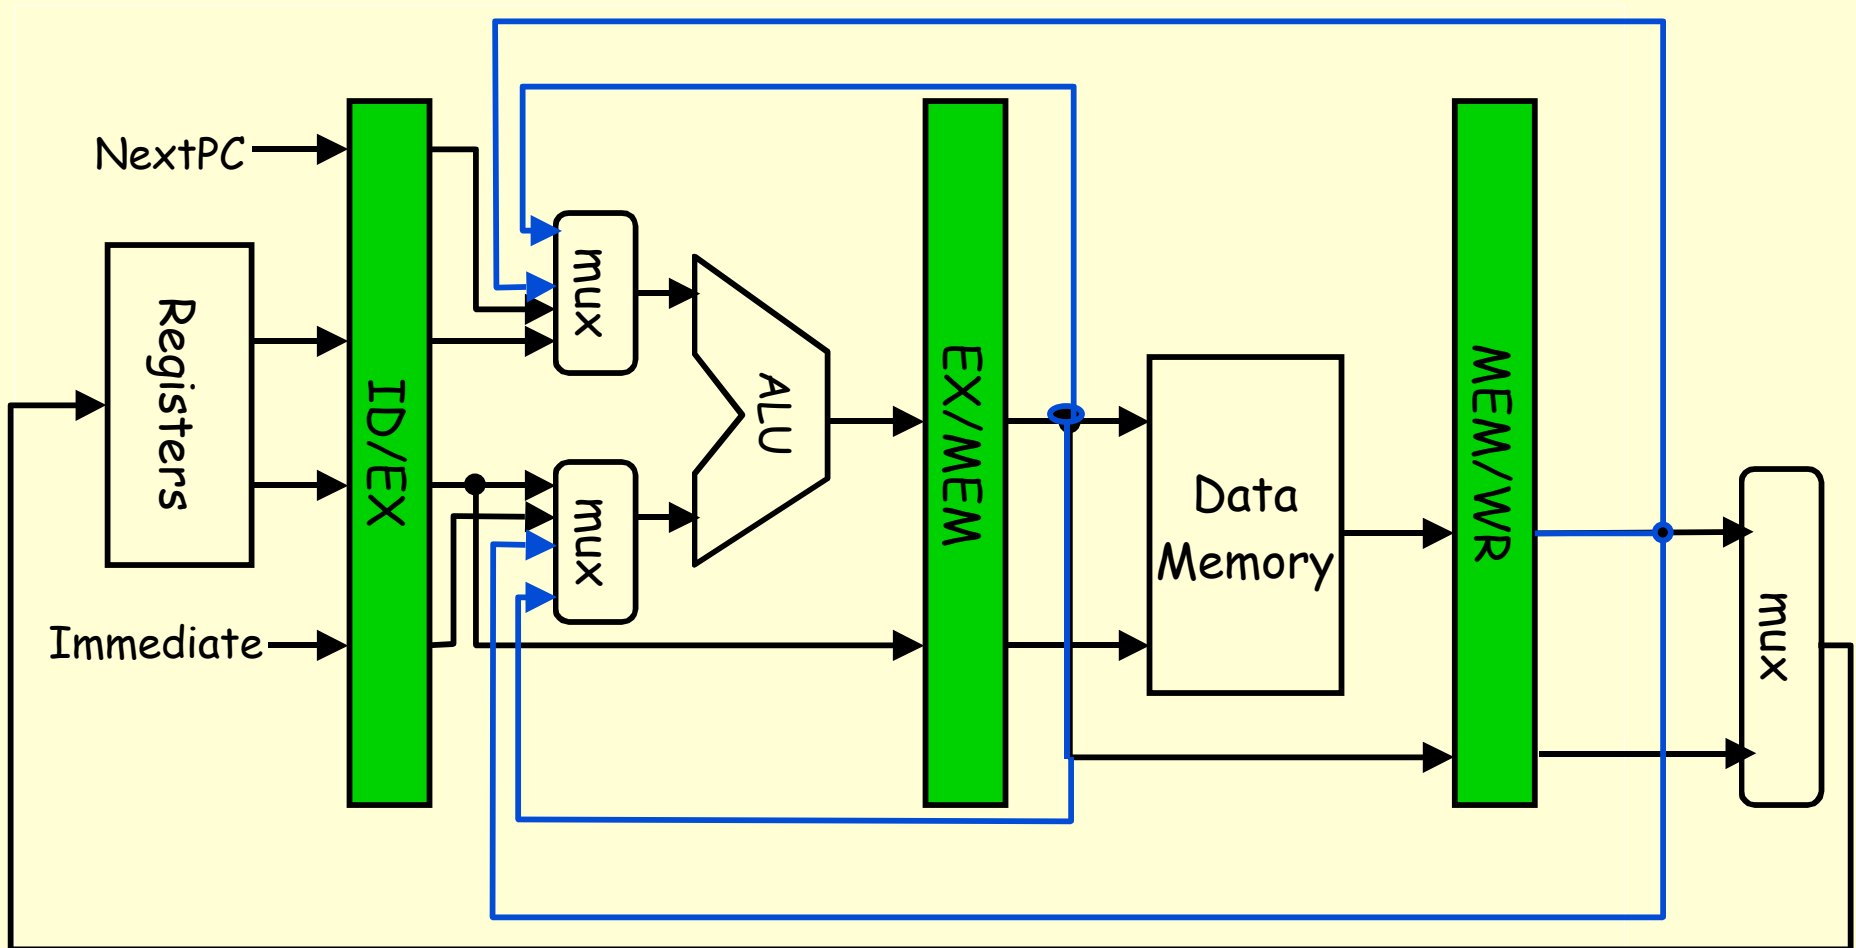 NextPC
Registers
Immediate
ID/EX
mux
mux
ALU
EX/MEM
Data
Memory
MEM/WR
mux